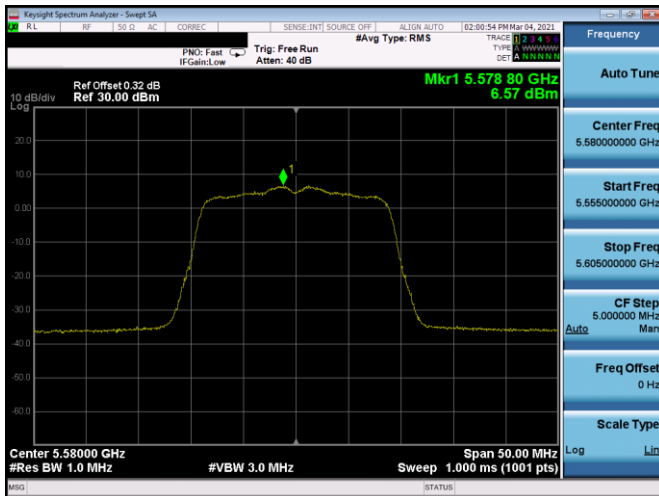 Keysight Spectrum Analyzer - Swept SA
RL RF 50 Ω AC CORREC SENSE:INT SOURCE OFF ALIGN AUTO 02:00:54 PM Mar 04, 2021
PNO: Fast
IFGain:Low
Trig: Free Run
Atten: 40 dB
#Avg Type: RMS
TRACE 1 2 3 4 5 6
TYPE A WWWWW
DET A N N N N N
Mkr1 5.578 80 GHz
6.57 dBm
Ref Offset 0.32 dB
10 dB/div Ref 30.00 dBm
Log
1
20.0
10.0
0.00
-10.0
-20.0
-30.0
-40.0
-50.0
-60.0
Center 5.58000 GHz Span 50.00 MHz
#Res BW 1.0 MHz #VBW 3.0 MHz Sweep 1.000 ms (1001 pts)
MSG STATUS
Frequency
Auto Tune
Center Freq
5.580000000 GHz
Start Freq
5.555000000 GHz
Stop Freq
5.605000000 GHz
CF Step
5.000000 MHz
Auto Man
Freq Offset
0 Hz
Scale Type
Log Lin